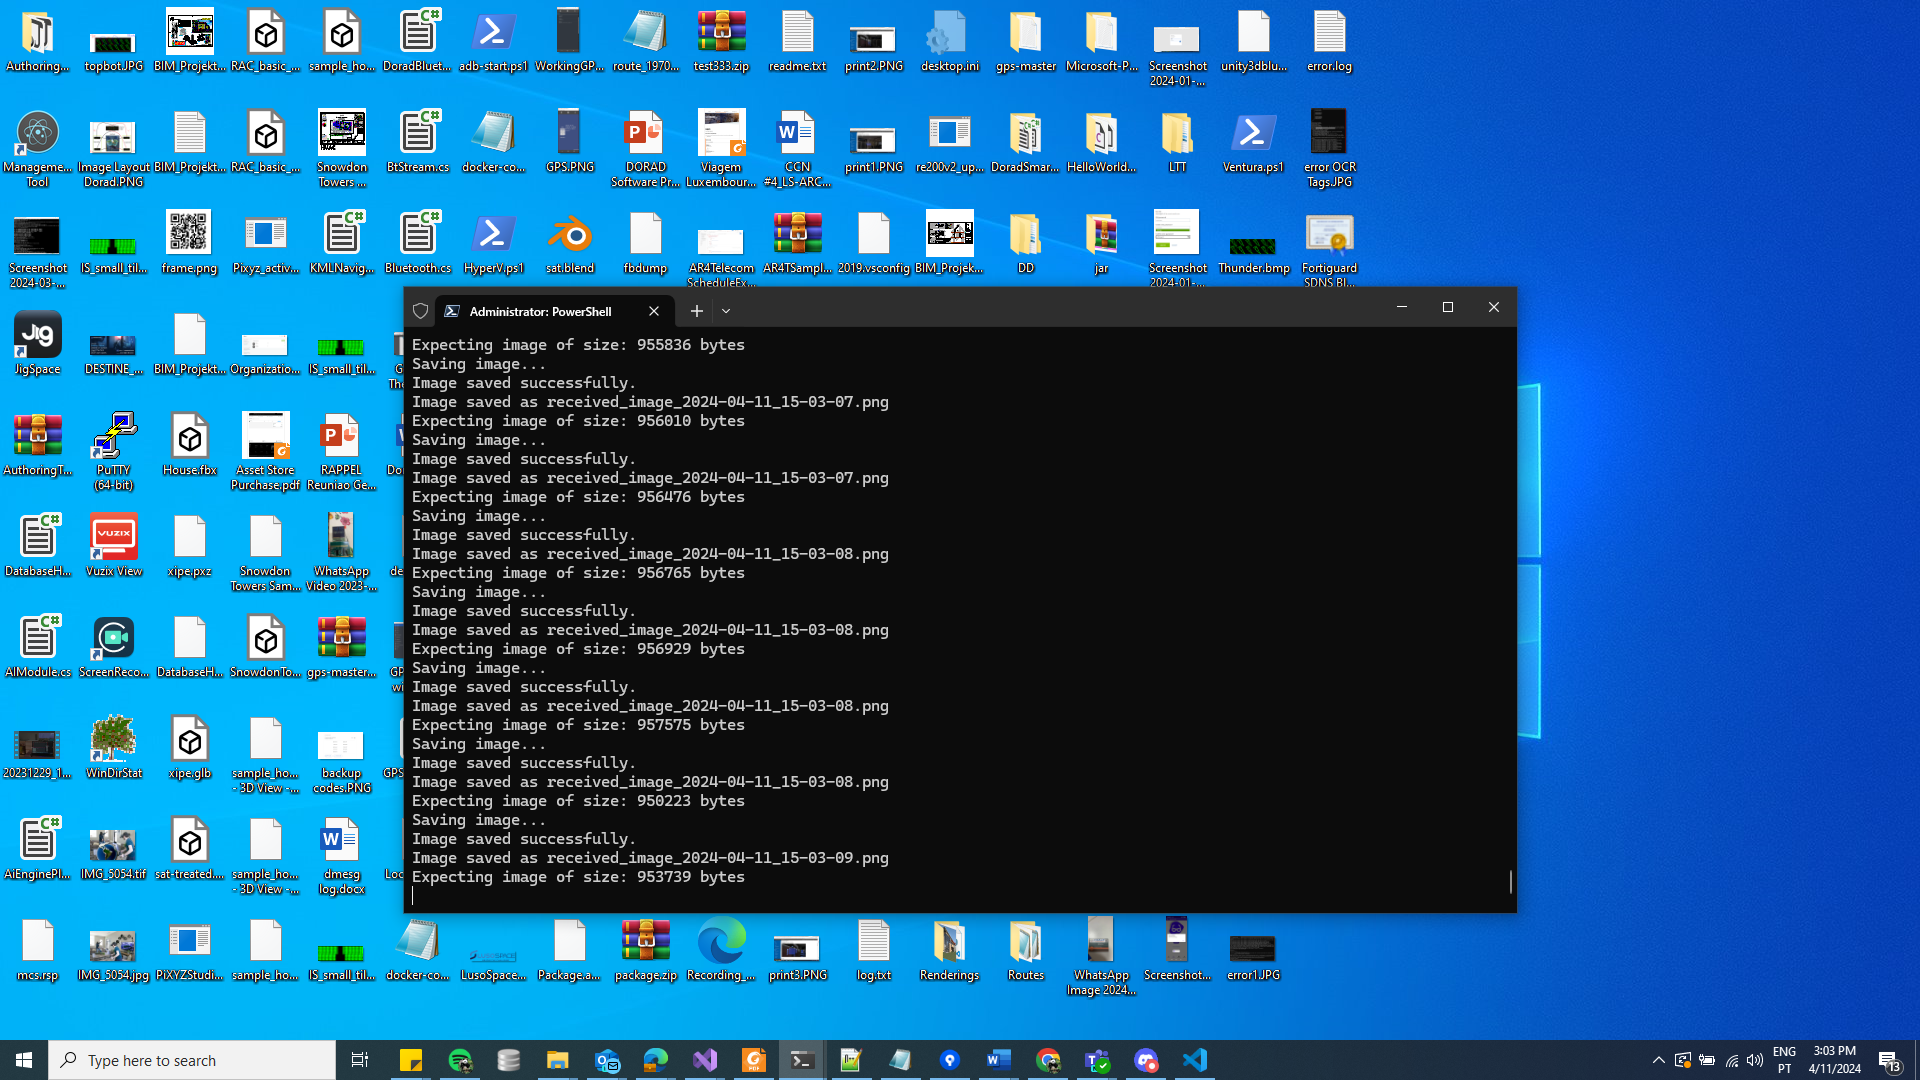 Authoring...
topbot.JPG
BIM_Projekt...
RAC_basic_...
sample_ho...
DoradBluet...
adb-start.ps1
WorkingGP...
route_1970...
test333.zip
readme.txt
print2.PNG
desktop.ini
gps-master
Microsoft-P...
Screenshot
2024-01-...
unity3dblu...
error.log
Manageme...
Tool
Image Layout
Dorad.PNG
BIM_Projekt...
RAC_basic_...
Snowdon
Towers ...
BtStream.cs
docker-co...
GPS.PNG
DORAD
Software Pr...
Viagem
Luxembour...
CCN
#4_LS-ARC...
print1.PNG
re200v2_up...
DoradSmar...
HelloWorld...
LTT
Ventura.ps1
error OCR
Tags.JPG
Screenshot
2024-03-...
IS_small_til...
frame.png
Pixyz_activ...
KMLNavig...
Bluetooth.cs
HyperV.ps1
sat.blend
fbdump
AR4Telecom
ScheduleEx...
AR4TSampl...
2019.vsconfig
BIM_Projek...
DD
jar
Screenshot
2024-01-...
Thunder.bmp
Fortiguard
SDNS Bl...
Administrator: PowerShell
Expecting image of size: 955836 bytes
Saving image...
Image saved successfully.
Image saved as received_image_2024-04-11_15-03-07.png
Expecting image of size: 956010 bytes
Saving image...
Image saved successfully.
Image saved as received_image_2024-04-11_15-03-07.png
Expecting image of size: 956476 bytes
Saving image...
Image saved successfully.
Image saved as received_image_2024-04-11_15-03-08.png
Expecting image of size: 956765 bytes
Saving image...
Image saved successfully.
Image saved as received_image_2024-04-11_15-03-08.png
Expecting image of size: 956929 bytes
Saving image...
Image saved successfully.
Image saved as received_image_2024-04-11_15-03-08.png
Expecting image of size: 957575 bytes
Saving image...
Image saved successfully.
Image saved as received_image_2024-04-11_15-03-08.png
Expecting image of size: 950223 bytes
Saving image...
Image saved successfully.
Image saved as received_image_2024-04-11_15-03-09.png
Expecting image of size: 953739 bytes
Jig
JigSpace
DESTINE_...
BIM_Projekt...
Organizatio...
IS_small_til...
AuthoringT...
PuTTY
(64-bit)
House.fbx
Asset Store
Purchase.pdf
RAPPEL
Reuniao Ge...
DatabaseH...
VUZIX
Vuzix View
xipe.pxz
Snowdon
Towers Sam...
WhatsApp
Video 2023-...
AIModule.cs
ScreenReco...
DatabaseH...
SnowdonTo...
gps-master...
20231229_1...
WinDirStat
xipe.glb
sample_ho...
- 3D View -...
backup
codes.PNG
AiEnginePl...
IMG_5054.tif
sat-treated....
sample_ho...
- 3D View -...
dmesg
log.docx
mcs.rsp
IMG_5054.jpg
PiXYZStudi...
sample_ho...
IS_small_til...
docker-co...
LusoSpace...
Package.a...
package.zip
Recording_...
print3.PNG
log.txt
Renderings
Routes
WhatsApp
Image 2024...
Screenshot...
error1.JPG
Type here to search
ENG
PT
3:03 PM
4/11/2024
13